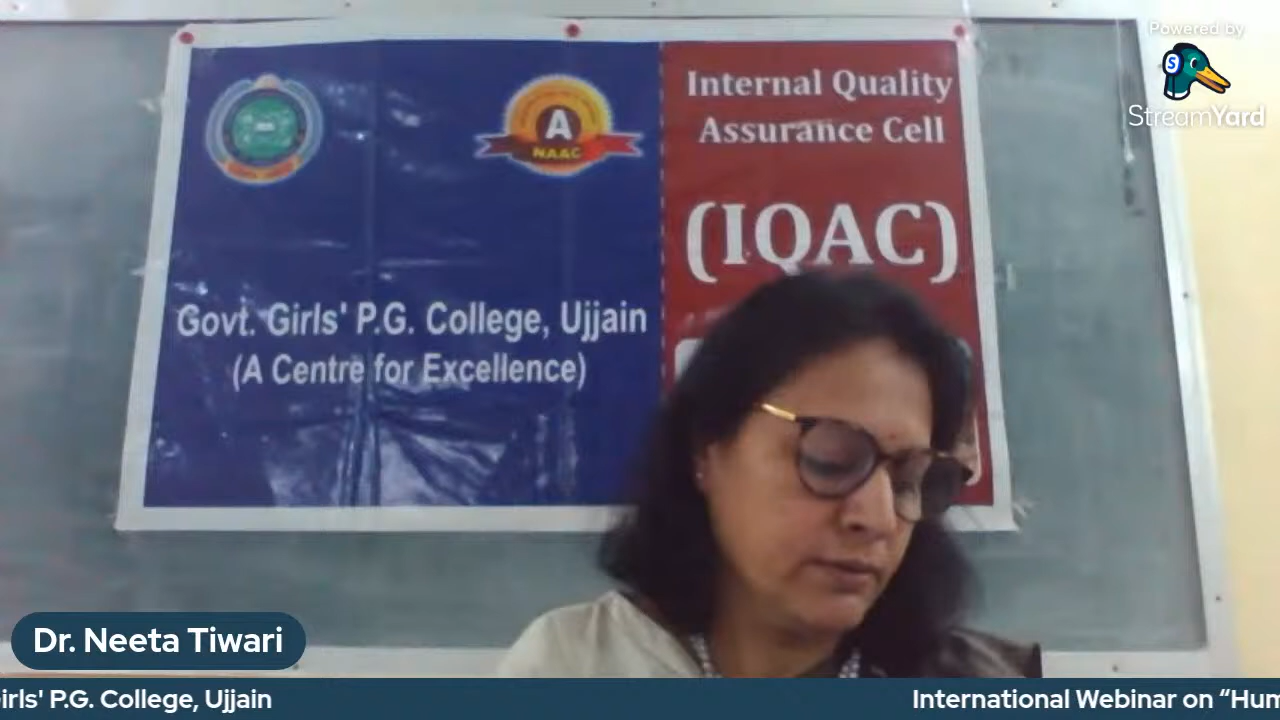 Powered by
StreamYard
Internal Quality
Assurance Cell
(IQAC)
A
NAAC
Govt. Girls' P.G. College, Ujjain
(A Centre for Excellence)
Dr. Neeta Tiwari
irls' P.G. College, Ujjain
International Webinar on “Hum